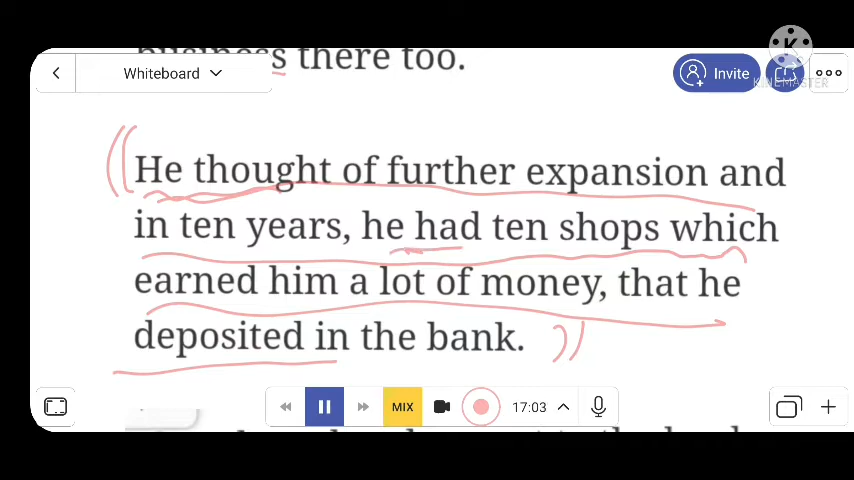 business there too.
Whiteboard
Invite
KINEMASTER
He thought of further expansion and
in ten years, he had ten shops which
earned him a lot of money, that he
deposited in the bank.
MIX
17:03